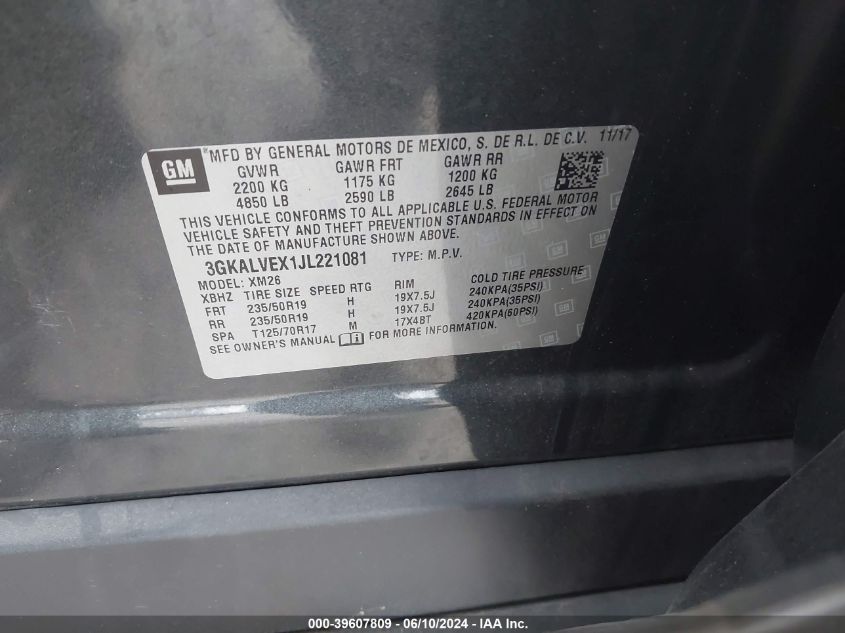 GM
MFD BY GENERAL MOTORS DE MEXICO, S. DE R.L. DE C.V. 11/17
GVWR GAWR FRT GAWR RR
2200 KG 1175 KG 1200 KG
4850 LB 2590 LB 2645 LB
THIS VEHICLE CONFORMS TO ALL APPLICABLE U.S. FEDERAL MOTOR
VEHICLE SAFETY AND THEFT PREVENTION STANDARDS IN EFFECT ON
THE DATE OF MANUFACTURE SHOWN ABOVE.
3GKALVEX1JL221081 TYPE: M.P.V.
MODEL: XM26
XBHZ TIRE SIZE SPEED RTG RIM COLD TIRE PRESSURE
FRT 235/50R19 H 19X7.5J 240KPA(35PSI)
RR 235/50R19 H 19X7.5J 240KPA(35PSI)
SPA T125/70R17 M 17X4BT 420KPA(60PSI)
SEE OWNER'S MANUAL FOR MORE INFORMATION.
000-39607809 - 06/10/2024 - IAA Inc.